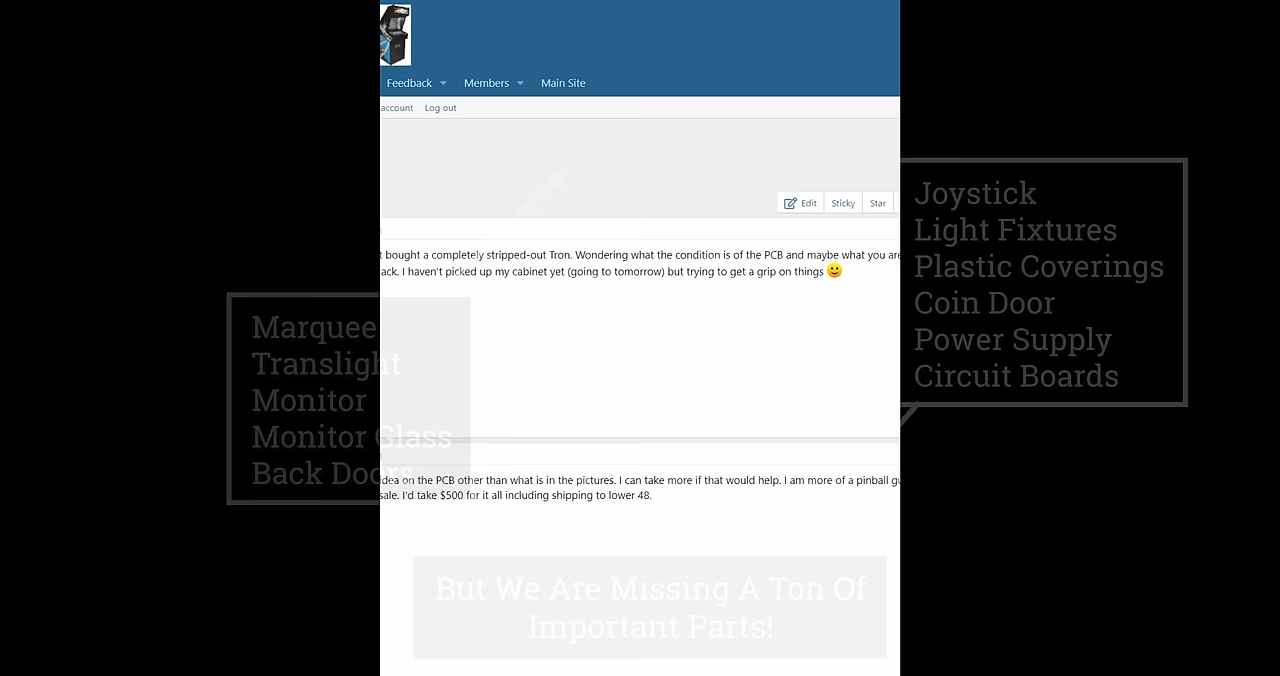 Feedback
Members
Main Site
account
Log out
Edit
Sticky
Star
bought a completely stripped-out Tron. Wondering what the condition is of the PCB and maybe what you are
I haven't picked up my cabinet yet (going to tomorrow) but trying to get a grip on things
idea on the PCB other than what is in the pictures. I can take more if that would help. I am more of a pinball
I'd take $500 for it all including shipping to lower 48.
Marquee
Translight
Monitor
Monitor Glass
Back Doors
Joystick
Light Fixtures
Plastic Coverings
Coin Door
Power Supply
Circuit Boards
But We Are Missing A Ton Of
Important Parts!